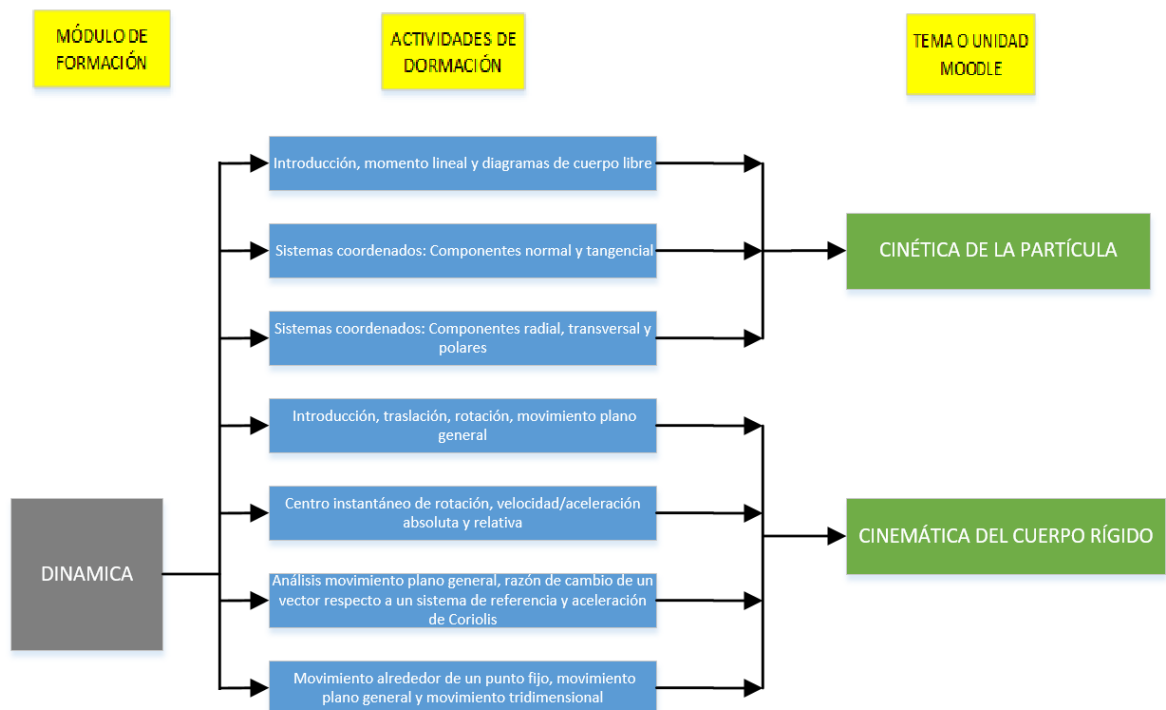 MÓDULO DE
FORMACIÓN
ACTIVIDADES DE
DORMACIÓN
TEMA O UNIDAD
MOODLE
Introducción, momento lineal y diagramas de cuerpo libre
Sistemas coordenados: Componentes normal y tangencial
Sistemas coordenados: Componentes radial, transversal y
polares
CINÉTICA DE LA PARTÍCULA
Introducción, traslación, rotación, movimiento plano
general
Centro instantáneo de rotación, velocidad/aceleración
absoluta y relativa
Análisis movimiento plano general, razón de cambio de un
vector respecto a un sistema de referencia y aceleración
de Coriolis
Movimiento alrededor de un punto fijo, movimiento
plano general y movimiento tridimensional
CINEMÁTICA DEL CUERPO RÍGIDO
DINAMICA